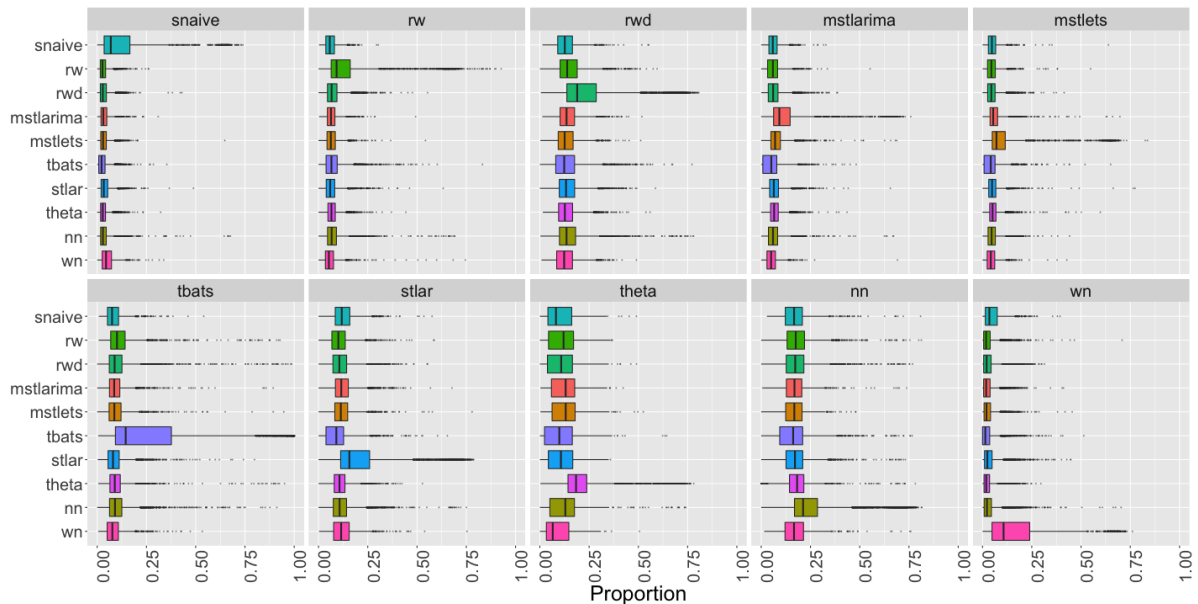 snaive rw rwd mstlarima mstlets
snaive
rw
rwd
mstlarima
mstlets
tbats
stlar
theta
nn
wn
tbats stlar theta nn wn
snaive
rw
rwd
mstlarima
mstlets
tbats
stlar
theta
nn
wn
0.00 0.25 0.50 0.75 1.00 0.00 0.25 0.50 0.75 1.00 0.00 0.25 0.50 0.75 1.00 0.00 0.25 0.50 0.75 1.00 0.00 0.25 0.50 0.75 1.00
Proportion